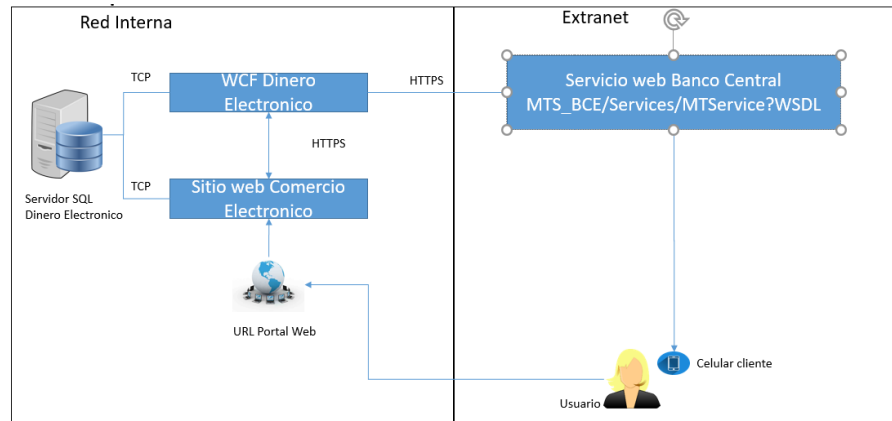 Red Interna
Extranet
TCP
WCF Dinero
Electronico
HTTPS
Servicio web Banco Central
MTS_BCE/Services/MTService?WSDL
HTTPS
TCP
Sitio web Comercio
Electronico
Servidor SQL
Dinero Electronico
URL Portal Web
Celular cliente
Usuario